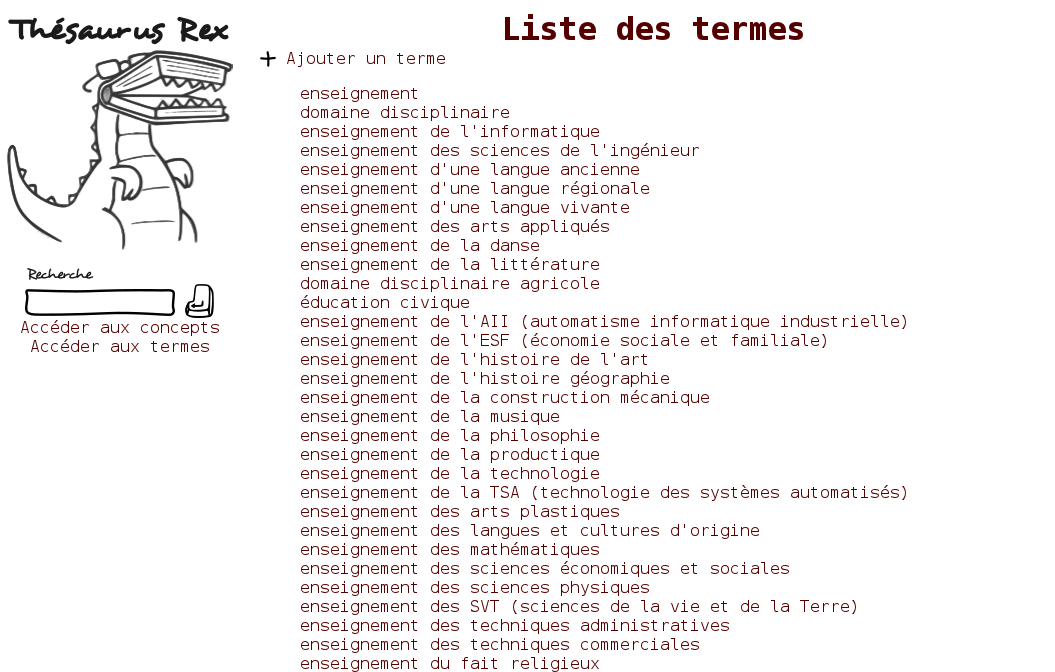 Thésaurus Rex
Recherche
Accéder aux concepts
Accéder aux termes
Liste des termes
Ajouter un terme
enseignement
domaine disciplinaire
enseignement de l'informatique
enseignement des sciences de l'ingénieur
enseignement d'une langue ancienne
enseignement d'une langue régionale
enseignement d'une langue vivante
enseignement des arts appliqués
enseignement de la danse
enseignement de la littérature
domaine disciplinaire agricole
éducation civique
enseignement de l'AII (automatisme informatique industrielle)
enseignement de l'ESF (économie sociale et familiale)
enseignement de l'histoire de l'art
enseignement de l'histoire géographie
enseignement de la construction mécanique
enseignement de la musique
enseignement de la philosophie
enseignement de la productique
enseignement de la technologie
enseignement de la TSA (technologie des systèmes automatisés)
enseignement des arts plastiques
enseignement des langues et cultures d'origine
enseignement des mathématiques
enseignement des sciences économiques et sociales
enseignement des sciences physiques
enseignement des SVT (sciences de la vie et de la Terre)
enseignement des techniques administratives
enseignement des techniques commerciales
enseignement du fait religieux